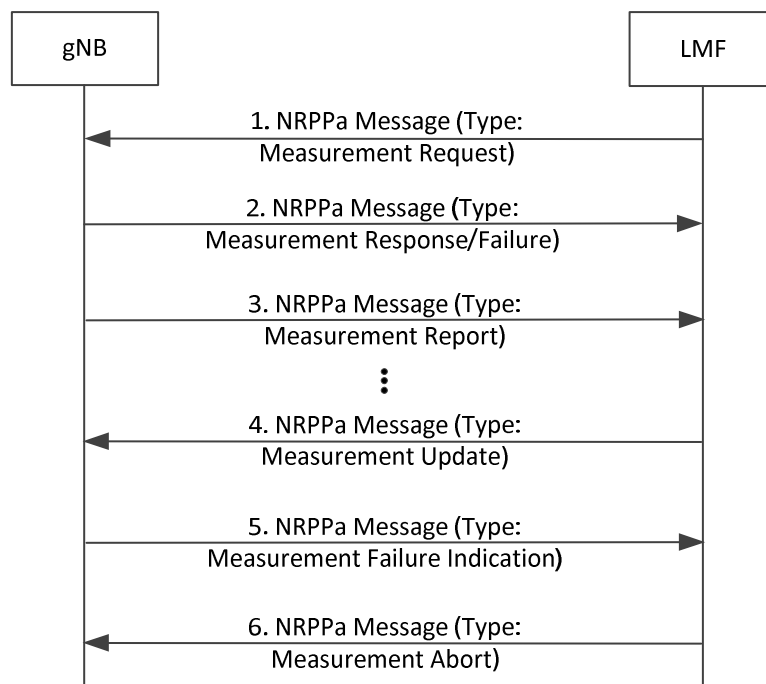 gNB
LMF
1. NRPPa Message (Type:
Measurement Request)
2. NRPPa Message (Type:
Measurement Response/Failure)
3. NRPPa Message (Type:
Measurement Report)
4. NRPPa Message (Type:
Measurement Update)
5. NRPPa Message (Type:
Measurement Failure Indication)
6. NRPPa Message (Type:
Measurement Abort)